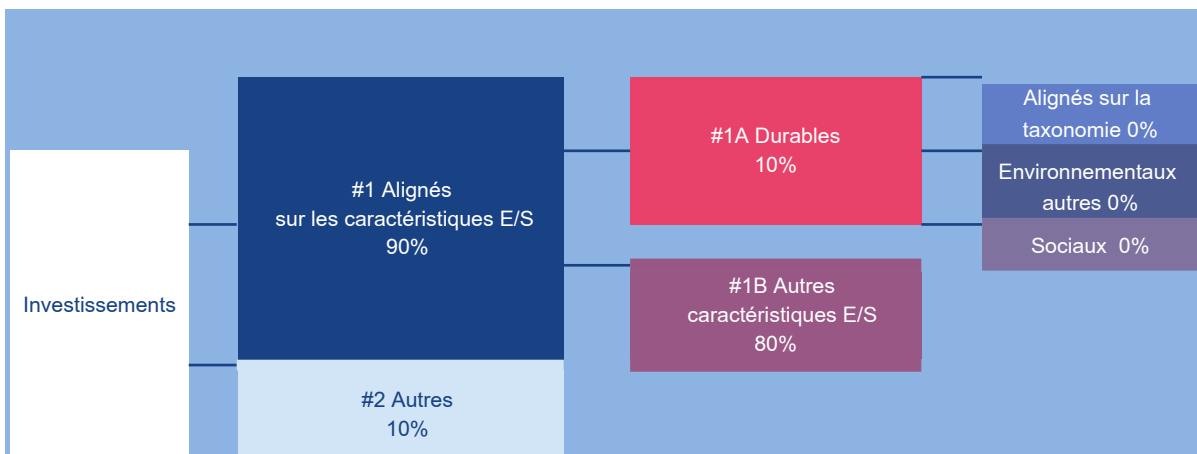 Investissements
#1 Alignés
sur les caractéristiques E/S
90%
#2 Autres
10%
#1A Durables
10%
#1B Autres
caractéristiques E/S
80%
Alignés sur la
taxonomie 0%
Environnementaux
autres 0%
Sociaux 0%